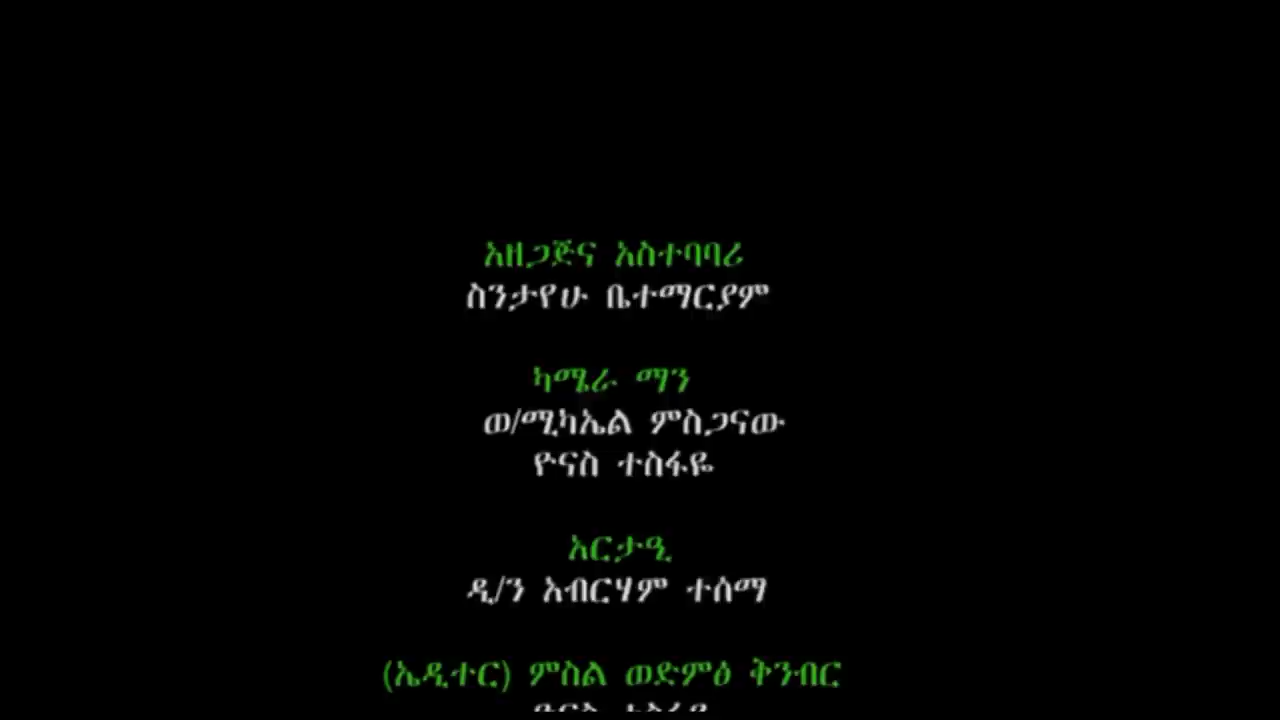 አዘጋጅና አስተባባሪ
ስንታየሁ ቤተማርያም
ካሜራ ማን
ወ/ሚካኤል ምስጋናው
ዮናስ ተስፋዬ
አርታዒ
ዲ/ን አብርሃም ተሰማ
(ኤዲተር) ምስል ወድምፅ ቅንብር